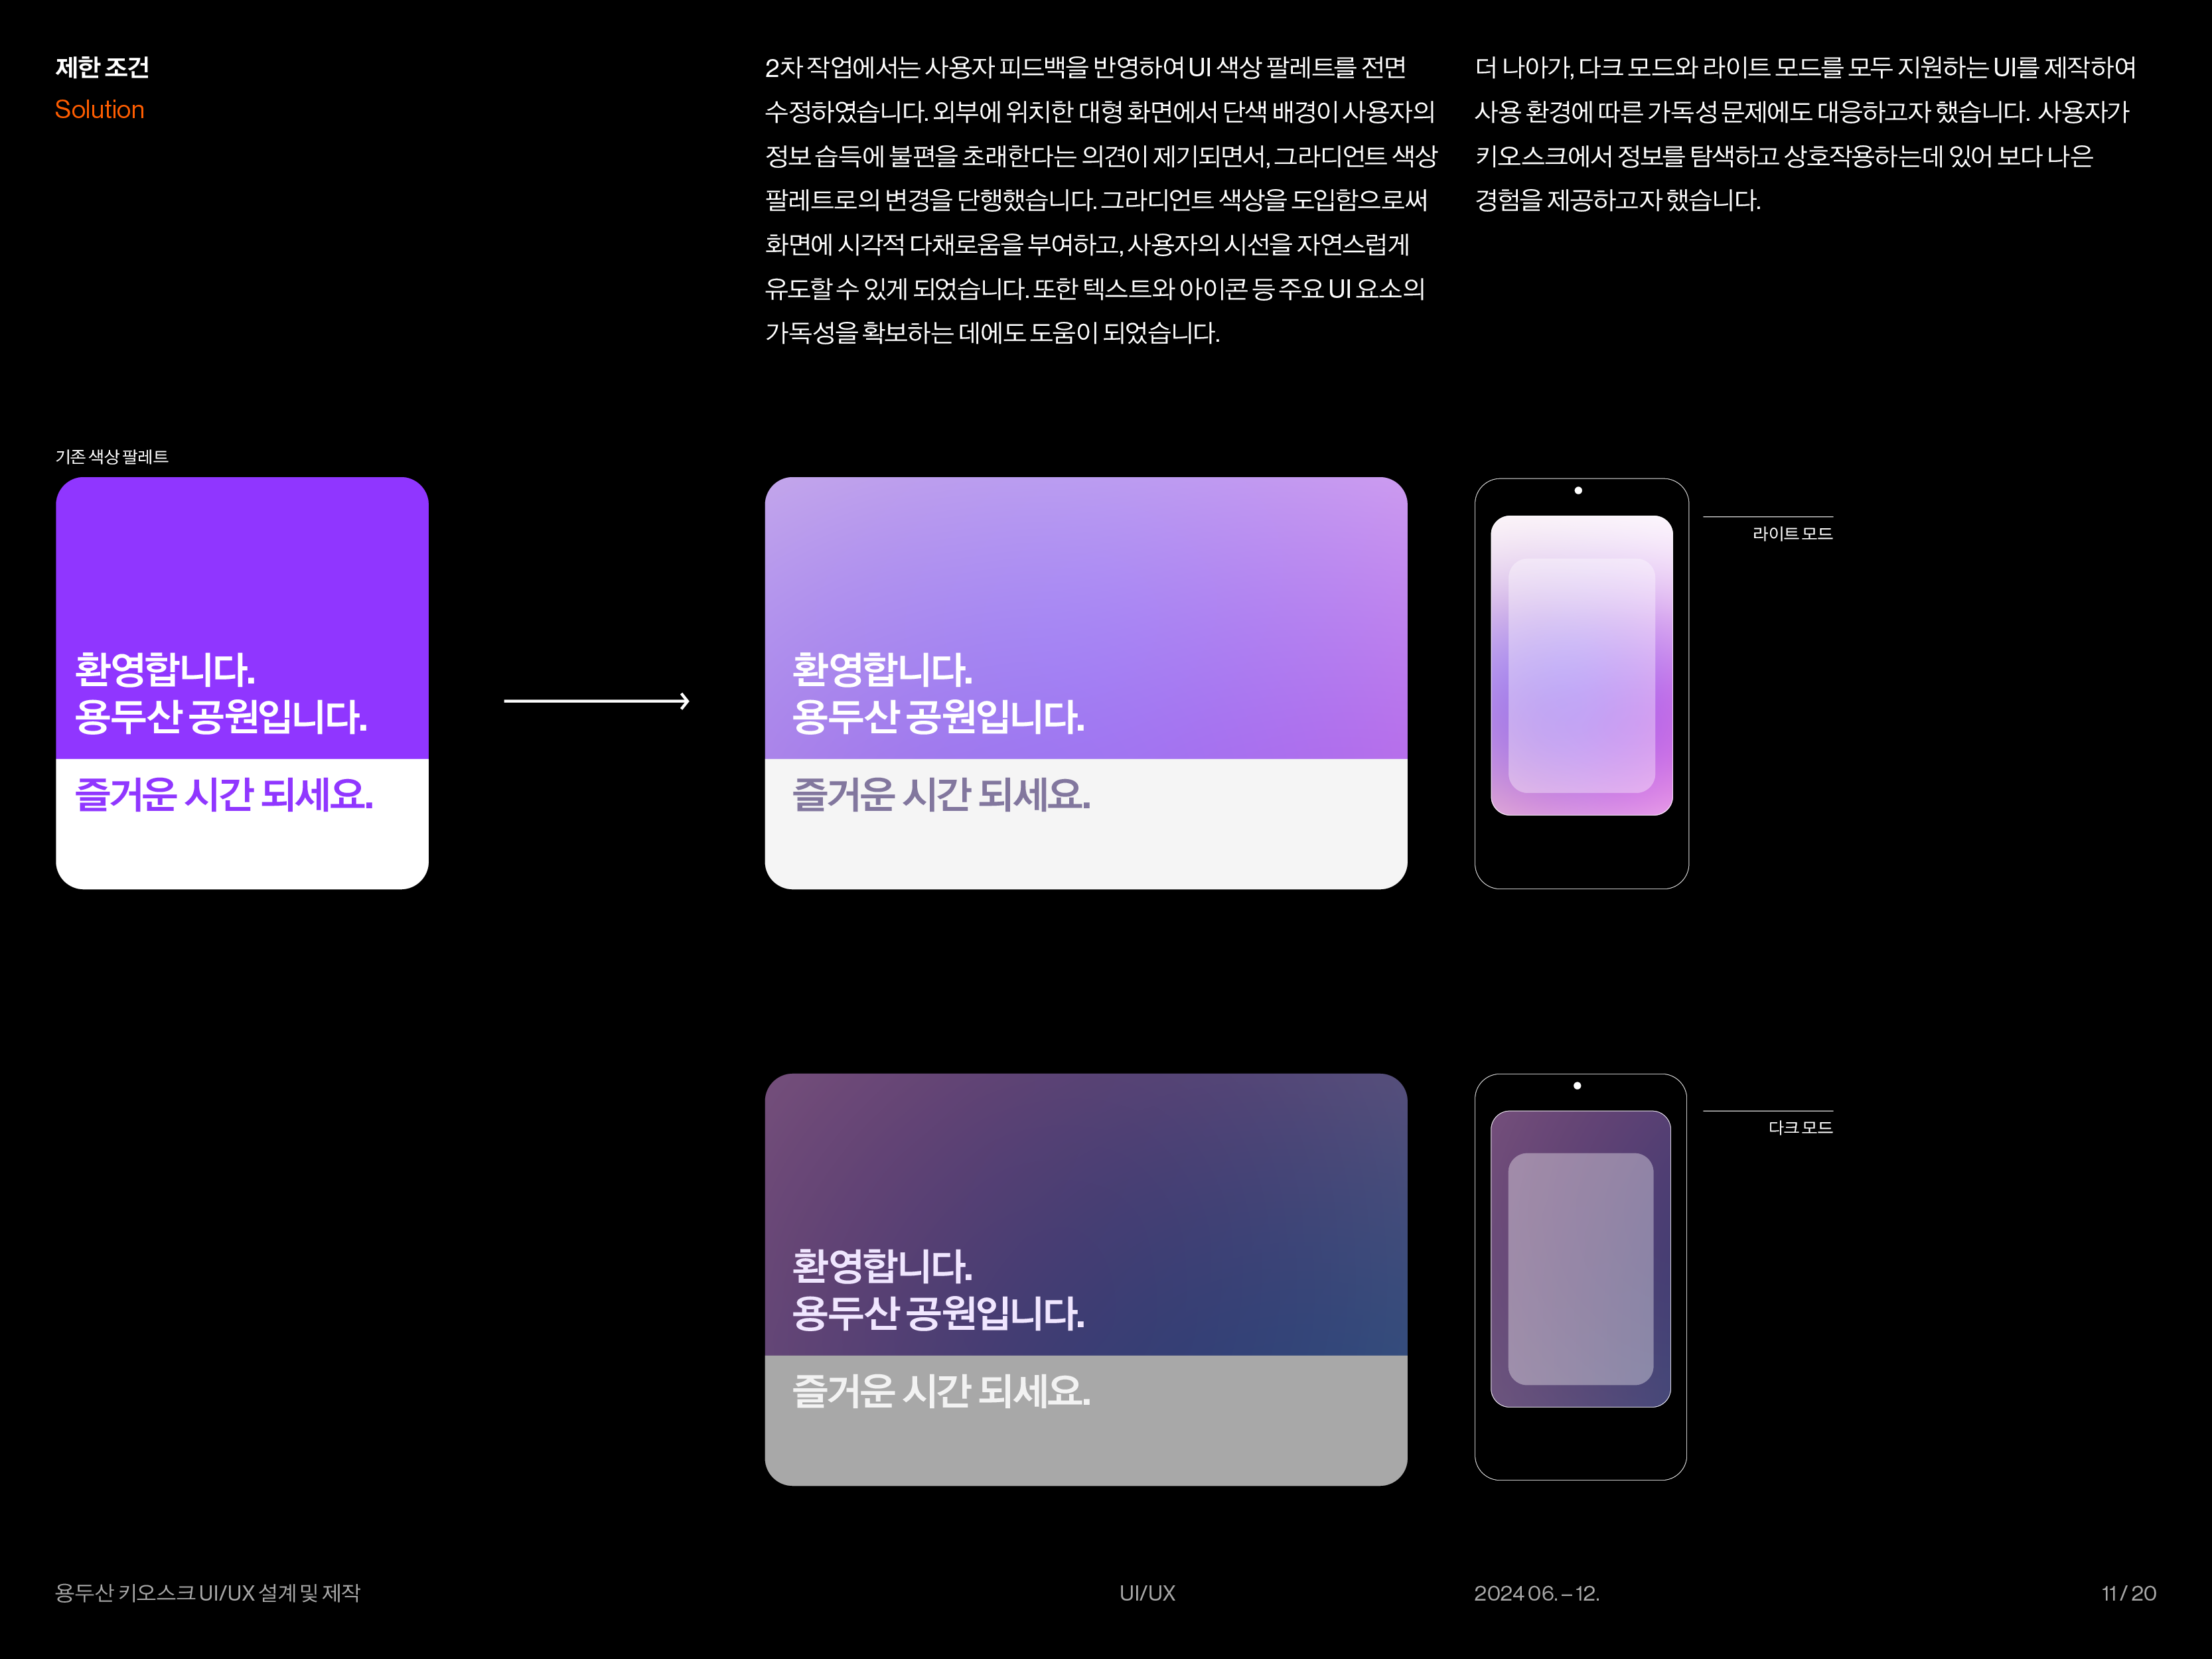 제한 조건
Solution
2차 작업에서는 사용자 피드백을 반영하여 UI 색상 팔레트를 전면
수정하였습니다. 외부에 위치한 대형 화면에서 단색 배경이 사용자의
정보 습득에 불편을 초래한다는 의견이 제기되면서, 그라디언트 색상
팔레트로의 변경을 단행했습니다. 그라디언트 색상을 도입함으로써
화면에 시각적 다채로움을 부여하고, 사용자의 시선을 자연스럽게
유도할 수 있게 되었습니다. 또한 텍스트와 아이콘 등 주요 UI 요소의
가독성을 확보하는 데에도 도움이 되었습니다.
더 나아가, 다크 모드와 라이트 모드를 모두 지원하는 UI를 제작하여
사용 환경에 따른 가독성 문제에도 대응하고자 했습니다. 사용자가
키오스크에서 정보를 탐색하고 상호작용하는데 있어 보다 나은
경험을 제공하고자 했습니다.
기존 색상 팔레트
환영합니다.
용두산 공원입니다.
즐거운 시간 되세요.
환영합니다.
용두산 공원입니다.
즐거운 시간 되세요.
라이트 모드
환영합니다.
용두산 공원입니다.
즐거운 시간 되세요.
다크 모드
용두산 키오스크 UI/UX 설계 및 제작
UI/UX
2024 06. – 12.
11 / 20